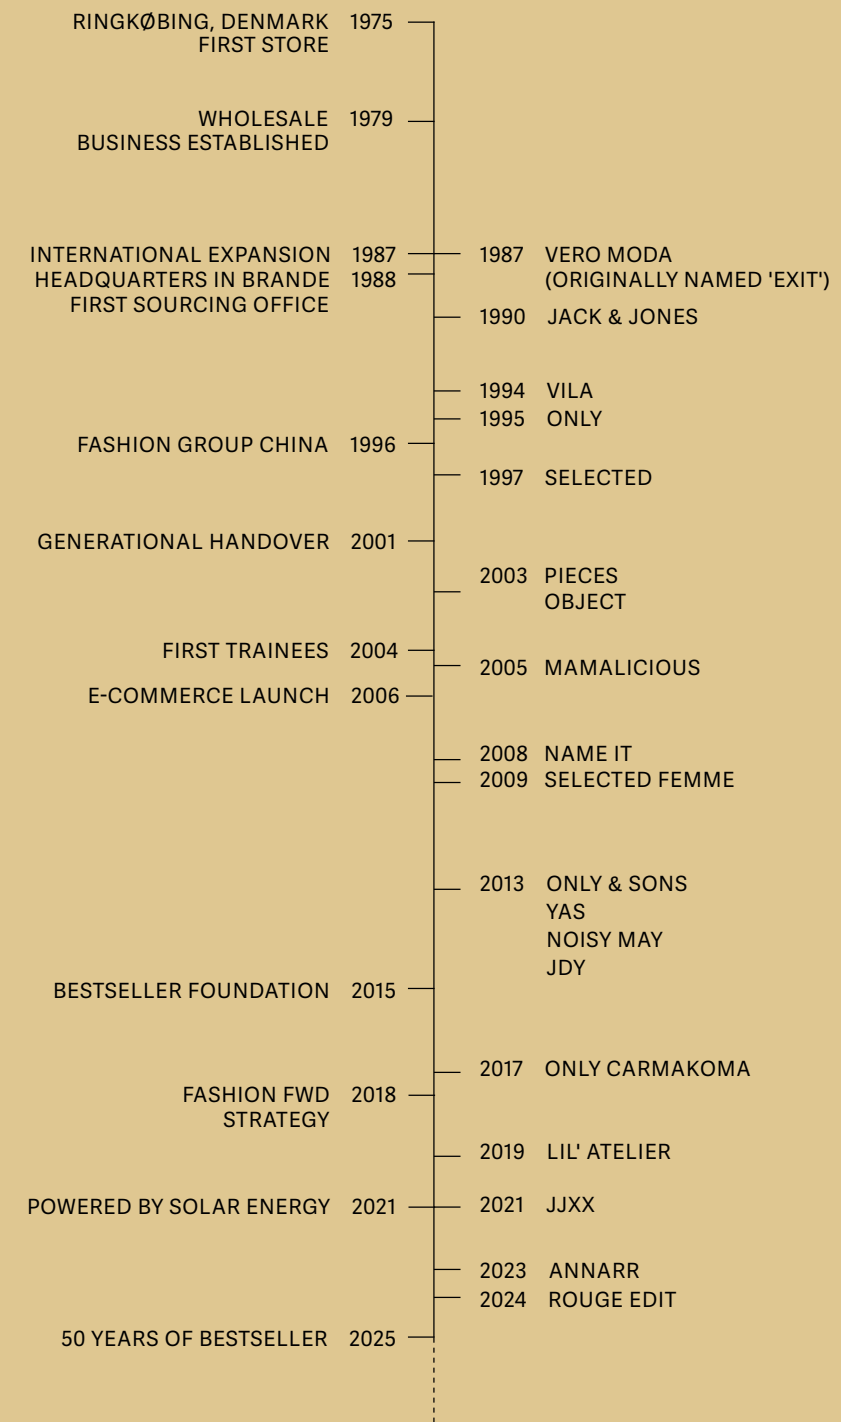 RINGKØBING, DENMARK 1975
FIRST STORE
WHOLESALE 1979
BUSINESS ESTABLISHED
INTERNATIONAL EXPANSION 1987
1987 VERO MODA
HEADQUARTERS IN BRANDE 1988
(ORIGINALLY NAMED 'EXIT')
FIRST SOURCING OFFICE
1990 JACK & JONES
1994 VILA
1995 ONLY
FASHION GROUP CHINA 1996
1997 SELECTED
GENERATIONAL HANDOVER 2001
2003 PIECES
OBJECT
FIRST TRAINEES 2004
2005 MAMALICIOUS
E-COMMERCE LAUNCH 2006
2008 NAME IT
2009 SELECTED FEMME
2013 ONLY & SONS
YAS
NOISY MAY
JDY
BESTSELLER FOUNDATION 2015
2017 ONLY CARMAKOMA
FASHION FWD 2018
STRATEGY
2019 LIL' ATELIER
POWERED BY SOLAR ENERGY 2021
2021 JJXX
2023 ANNARR
2024 ROUGE EDIT
50 YEARS OF BESTSELLER 2025